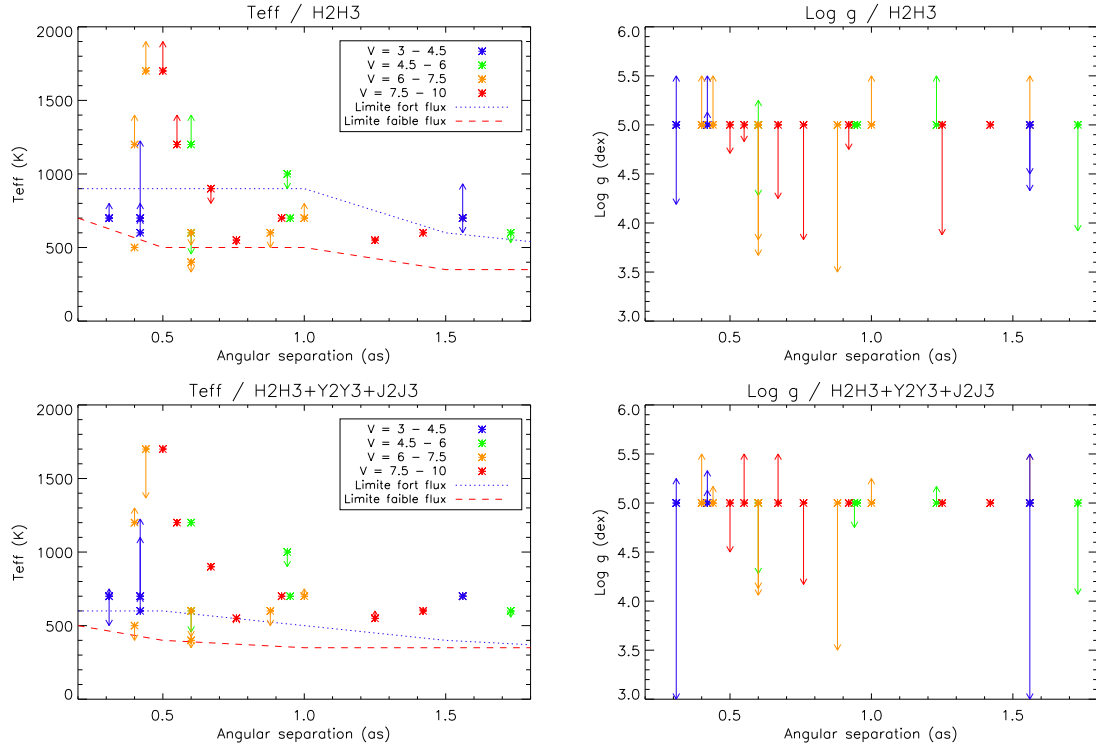 Teff / H2H3
2000
1500
1000
500
0
Teff (K)
0.5
1.0
1.5
Angular separation (as)
V = 3 - 4.5
V = 4.5 - 6
V = 6 - 7.5
V = 7.5 - 10
Limite fort flux
Limite faible flux
Log g / H2H3
6.0
5.5
5.0
4.5
4.0
3.5
3.0
Log g (dex)
0.5
1.0
1.5
Angular separation (as)
Teff / H2H3+Y2Y3+J2J3
2000
1500
1000
500
0
Teff (K)
0.5
1.0
1.5
Angular separation (as)
V = 3 - 4.5
V = 4.5 - 6
V = 6 - 7.5
V = 7.5 - 10
Limite fort flux
Limite faible flux
Log g / H2H3+Y2Y3+J2J3
6.0
5.5
5.0
4.5
4.0
3.5
3.0
Log g (dex)
0.5
1.0
1.5
Angular separation (as)